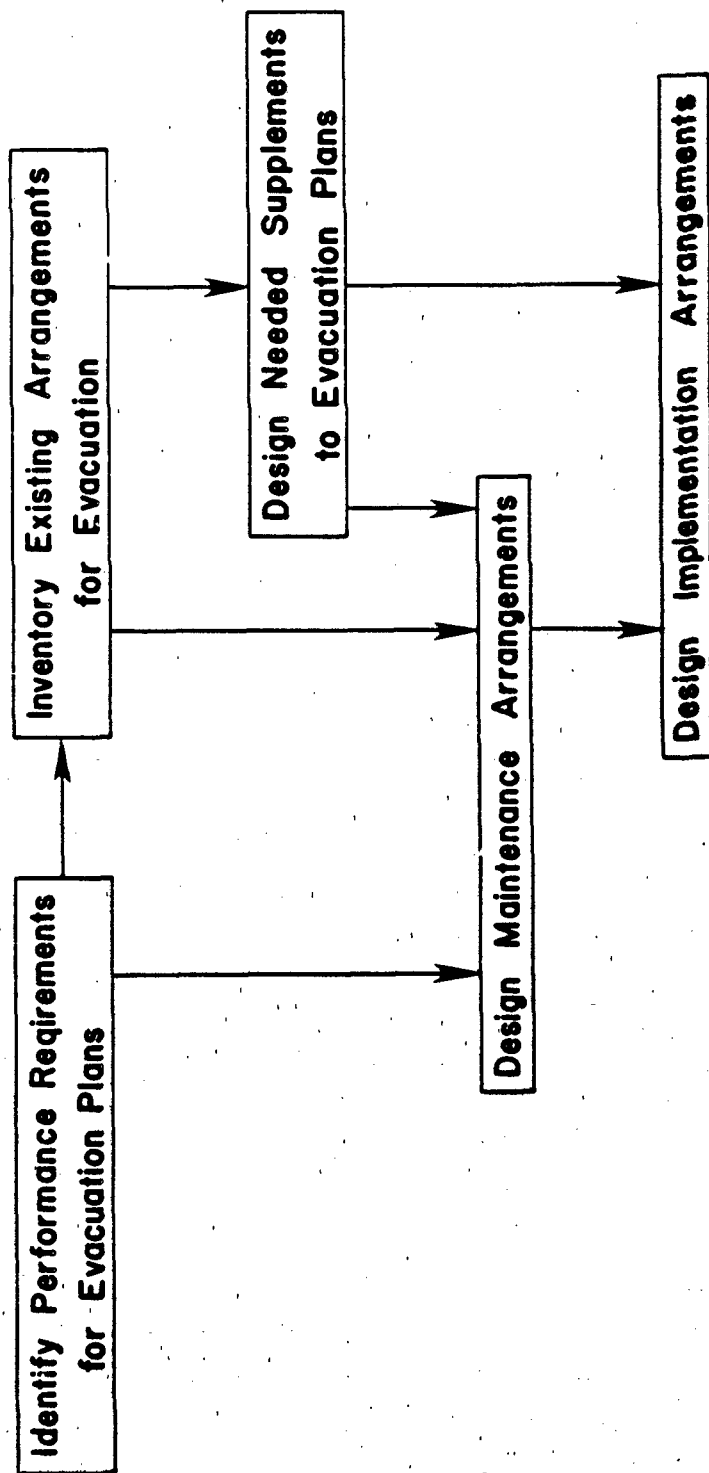 Identify Performance Reqirements
for Evacuation Plans
Inventory Existing Arrangements
for Evacuation
Design Needed Supplements
to Evacuation Plans
Design Maintenance Arrangements
Design Implementation Arrangements